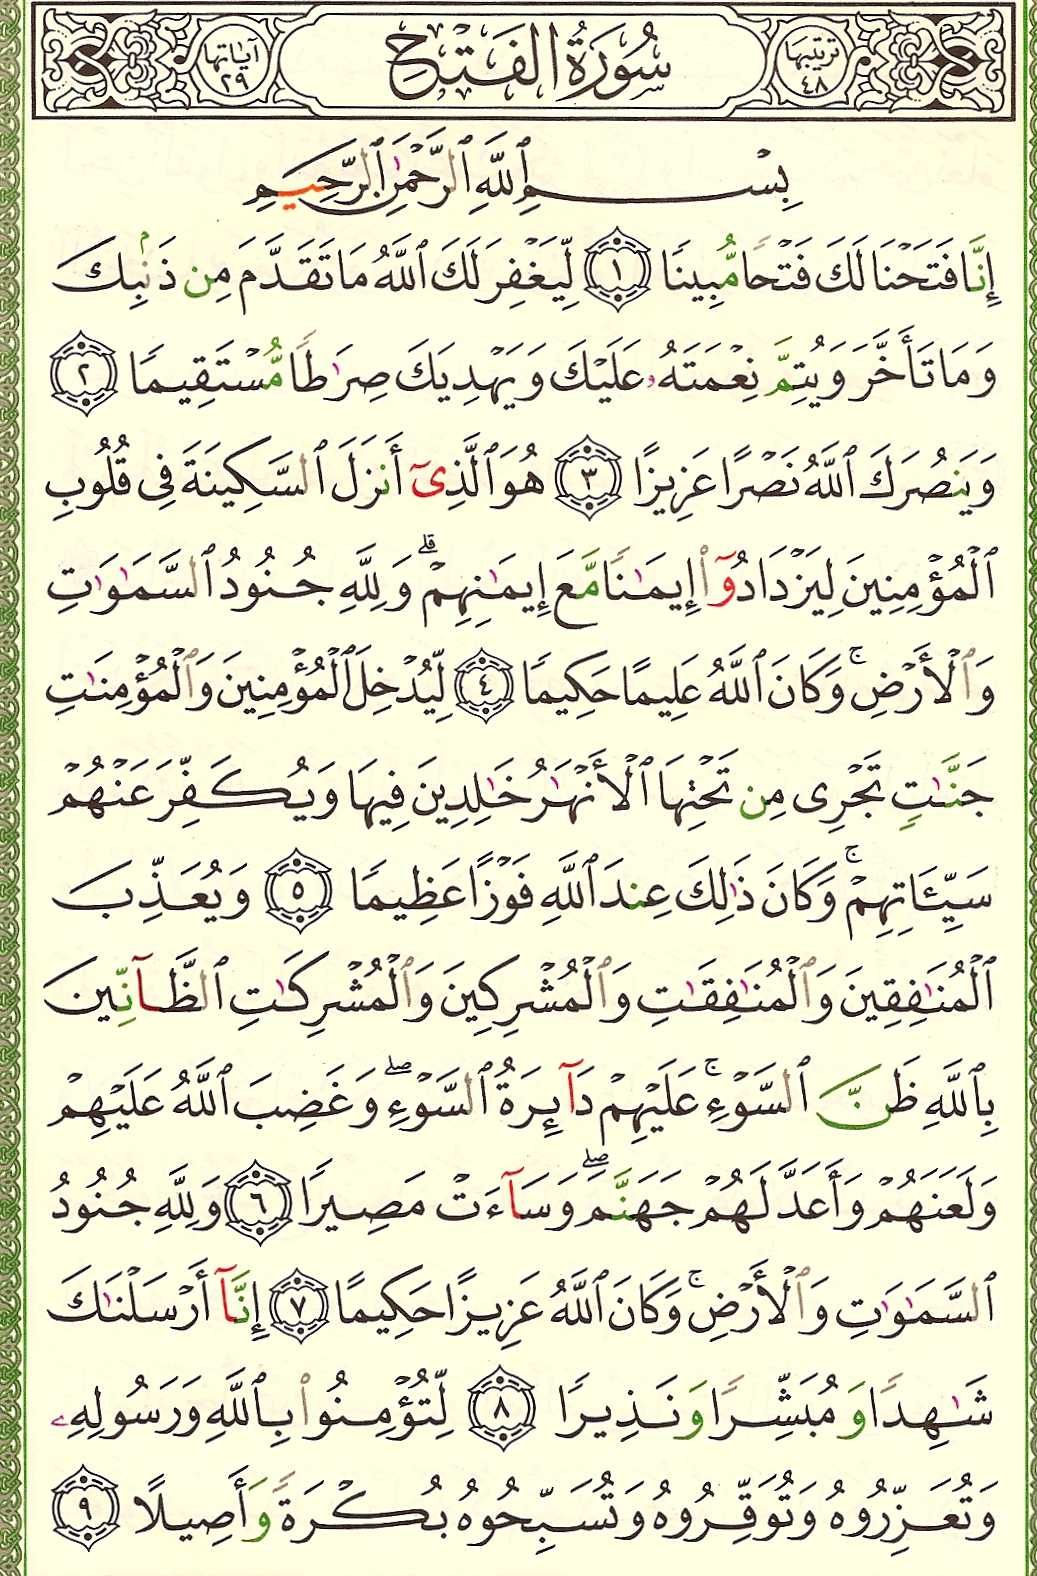 ترتيبها ٤٨ سُورَةُ الفَتْحِ آياتها ٢٩
بِسْمِ ٱللَّهِ ٱلرَّحْمَٰنِ ٱلرَّحِيمِ
إِنَّا فَتَحْنَا لَكَ فَتْحًا مُّبِينًا ١ لِّيَغْفِرَ لَكَ ٱللَّهُ مَا تَقَدَّمَ مِن ذَنۢبِكَ
وَمَا تَأَخَّرَ وَيُتِمَّ نِعْمَتَهُۥ عَلَيْكَ وَيَهْدِيَكَ صِرَٰطًا مُّسْتَقِيمًا ٢
وَيَنصُرَكَ ٱللَّهُ نَصْرًا عَزِيزًا ٣ هُوَ ٱلَّذِىٓ أَنزَلَ ٱلسَّكِينَةَ فِى قُلُوبِ
ٱلْمُؤْمِنِينَ لِيَزْدَادُوٓا۟ إِيمَٰنًا مَّعَ إِيمَٰنِهِمْ ۗ وَلِلَّهِ جُنُودُ ٱلسَّمَٰوَٰتِ
وَٱلْأَرْضِ ۚ وَكَانَ ٱللَّهُ عَلِيمًا حَكِيمًا ٤ لِّيُدْخِلَ ٱلْمُؤْمِنِينَ وَٱلْمُؤْمِنَٰتِ
جَنَّٰتٍ تَجْرِى مِن تَحْتِهَا ٱلْأَنْهَٰرُ خَٰلِدِينَ فِيهَا وَيُكَفِّرَ عَنْهُمْ
سَيِّـَٔاتِهِمْ ۚ وَكَانَ ذَٰلِكَ عِندَ ٱللَّهِ فَوْزًا عَظِيمًا ٥ وَيُعَذِّبَ
ٱلْمُنَٰفِقِينَ وَٱلْمُنَٰفِقَٰتِ وَٱلْمُشْرِكِينَ وَٱلْمُشْرِكَٰتِ ٱلظَّآنِّينَ
بِٱللَّهِ ظَنَّ ٱلسَّوْءِ ۚ عَلَيْهِمْ دَآئِرَةُ ٱلسَّوْءِ ۖ وَغَضِبَ ٱللَّهُ عَلَيْهِمْ
وَلَعَنَهُمْ وَأَعَدَّ لَهُمْ جَهَنَّمَ ۖ وَسَآءَتْ مَصِيرًا ٦ وَلِلَّهِ جُنُودُ
ٱلسَّمَٰوَٰتِ وَٱلْأَرْضِ ۚ وَكَانَ ٱللَّهُ عَزِيزًا حَكِيمًا ٧ إِنَّآ أَرْسَلْنَٰكَ
شَٰهِدًا وَمُبَشِّرًا وَنَذِيرًا ٨ لِّتُؤْمِنُوا۟ بِٱللَّهِ وَرَسُولِهِۦ
وَتُعَزِّرُوهُ وَتُوَقِّرُوهُ وَتُسَبِّحُوهُ بُكْرَةً وَأَصِيلًا ٩